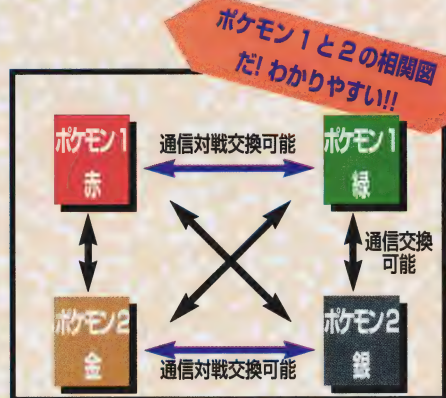 ポケモン1と2の相関図
だ! わかりやすい!!
ポケモン1
赤
通信対戦交換可能
ポケモン1
緑
通信交換
可能
ポケモン2
金
通信対戦交換可能
ポケモン2
銀